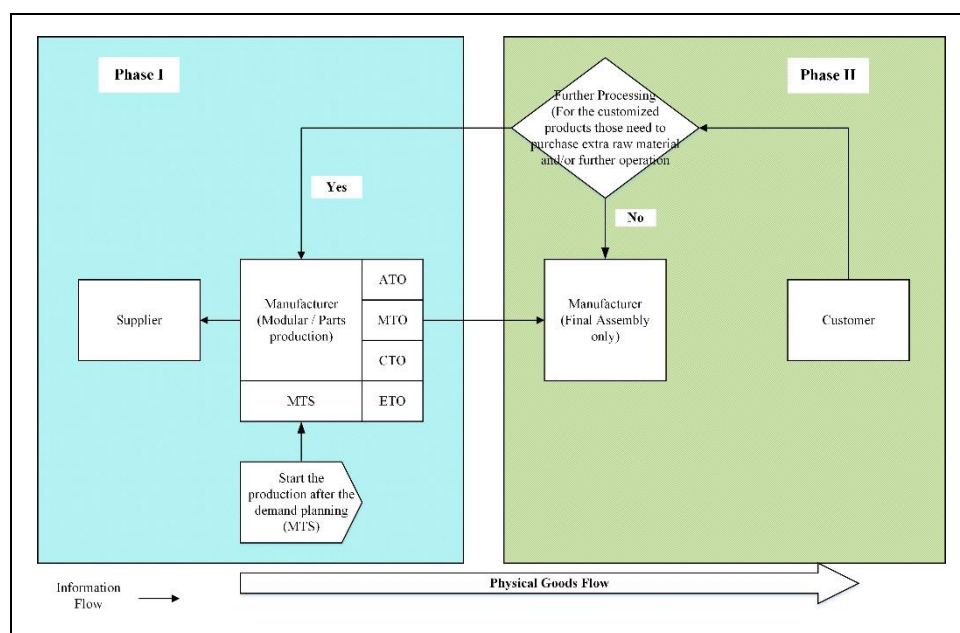 Phase I
Phase II
Further Processing
(For the customized
products those need to
purchase extra raw material
and/or further operation
Yes
No
Supplier
Manufacturer
(Modular / Parts
production)
ATO
MTO
CTO
MTS
ETO
Manufacturer
(Final Assembly
only)
Customer
Start the
production after the
demand planning
(MTS)
Information
Flow
Physical Goods Flow